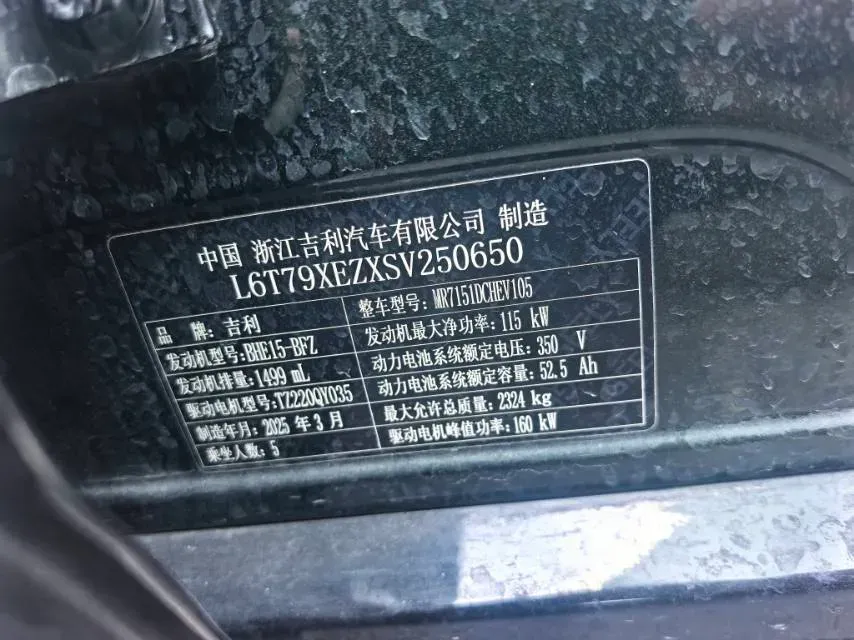 中国 浙江吉利汽车有限公司 制造
L6T79XEZXSV250650
品 牌：吉利
整车型号：MR7151DCHEV105
发动机型号：BHE15-BFZ
发动机最大净功率：115 kW
发动机排量：1499 mL
动力电池系统额定电压：350 V
驱动电机型号：TZ220QY035
动力电池系统额定容量：52.5 Ah
制造年月：2025 年 3 月
最大允许总质量：2324 kg
乘坐人数：5
驱动电机峰值功率：160 kW